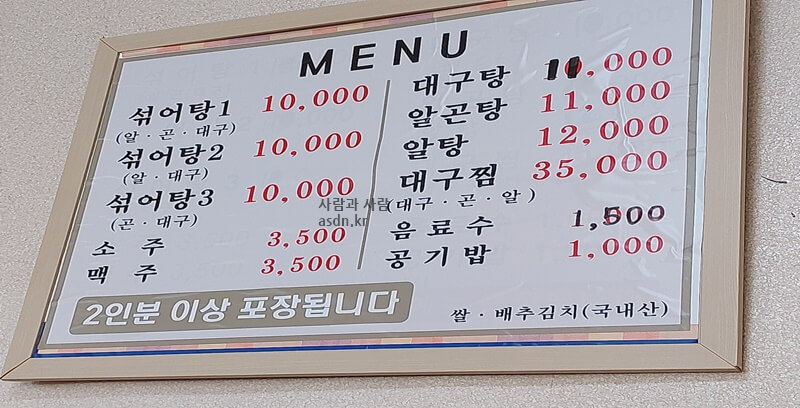 MENU
섞어탕1 10,000
(알·곤·대구)
섞어탕2 10,000
(알·대구)
섞어탕3 10,000
(곤·대구)
소주 3,500
맥주 3,500
대구탕 11,000
알곤탕 11,000
알탕 12,000
대구찜 35,000
(대구·곤·알)
음료수 1,500
공기밥 1,000
2인분 이상 포장됩니다
쌀·배추김치(국내산)
사람과 사람
asdn.kr